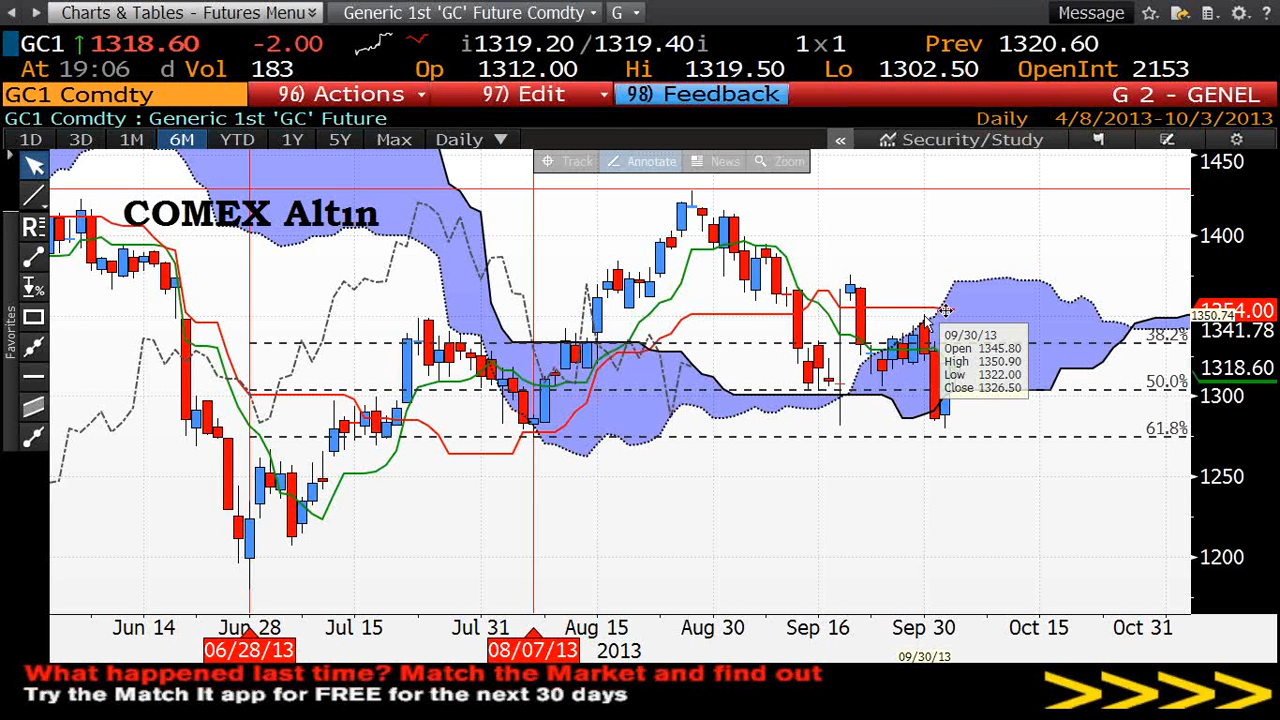 Charts & Tables - Futures Menu Generic 1st 'GC' Future Comdty G Message ?
GC1 1318.60 -2.00 i1319.20/1319.40i 1x1 Prev 1320.60
At 19:06 d Vol 183 Op 1312.00 Hi 1319.50 Lo 1302.50 OpenInt 2153
GC1 Comdty 96) Actions 97) Edit 98) Feedback G 2 - GENEL
GC1 Comdty : Generic 1st 'GC' Future Daily 4/8/2013-10/3/2013
1D 3D 1M 6M YTD 1Y 5Y Max Daily « Security/Study
Track Annotate News Zoom
1450
COMEX Altın
1400
1350.74
1341.78
38.2%
1318.60
50.0%
1300
61.8%
1250
1200
09/30/13
Open 1345.80
High 1350.90
Low 1322.00
Close 1326.50
Favorites
Jun 14 Jun 28 Jul 15 Jul 31 Aug 15 Aug 30 Sep 16 Sep 30 Oct 15 Oct 31
06/28/13 08/07/13 2013 09/30/13
What happened last time? Match the Market and find out
Try the Match It app for FREE for the next 30 days